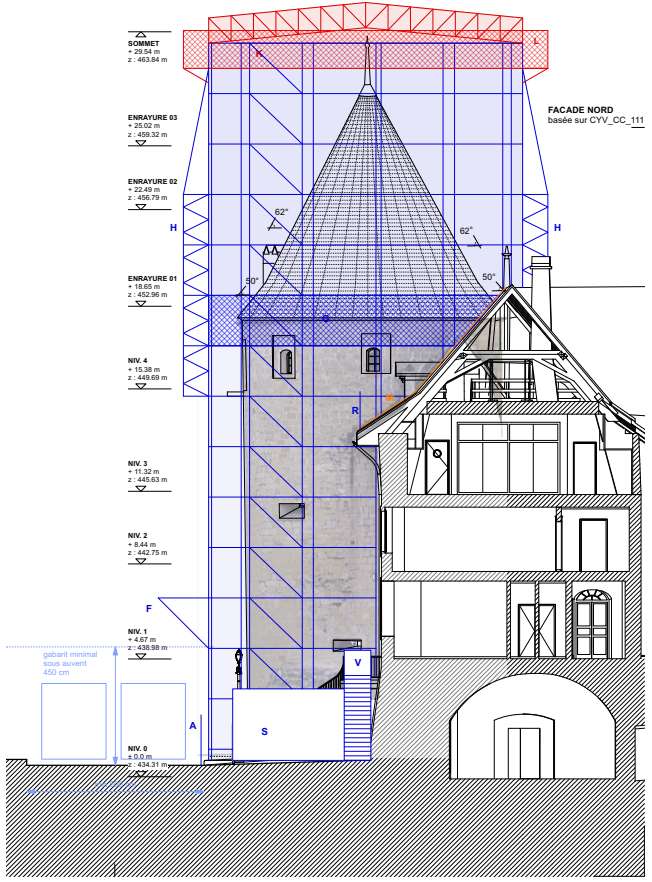 SOMMET
+ 29.54 m
z : 463.84 m
K
L
FACADE NORD
basée sur CYV_CC_111
ENRAYURE 03
+ 25.02 m
z : 459.32 m
ENRAYURE 02
+ 22.49 m
z : 456.79 m
H
H
62°
62°
ENRAYURE 01
+ 18.65 m
z : 452.96 m
50°
50°
G
NIV. 4
+ 15.38 m
z : 449.69 m
R
NIV. 3
+ 11.32 m
z : 445.63 m
NIV. 2
+ 8.44 m
z : 442.75 m
F
NIV. 1
+ 4.67 m
z : 438.98 m
gabarit minimal
sous auvent
450 cm
V
A
S
NIV. 0
± 0.0 m
z : 434.31 m